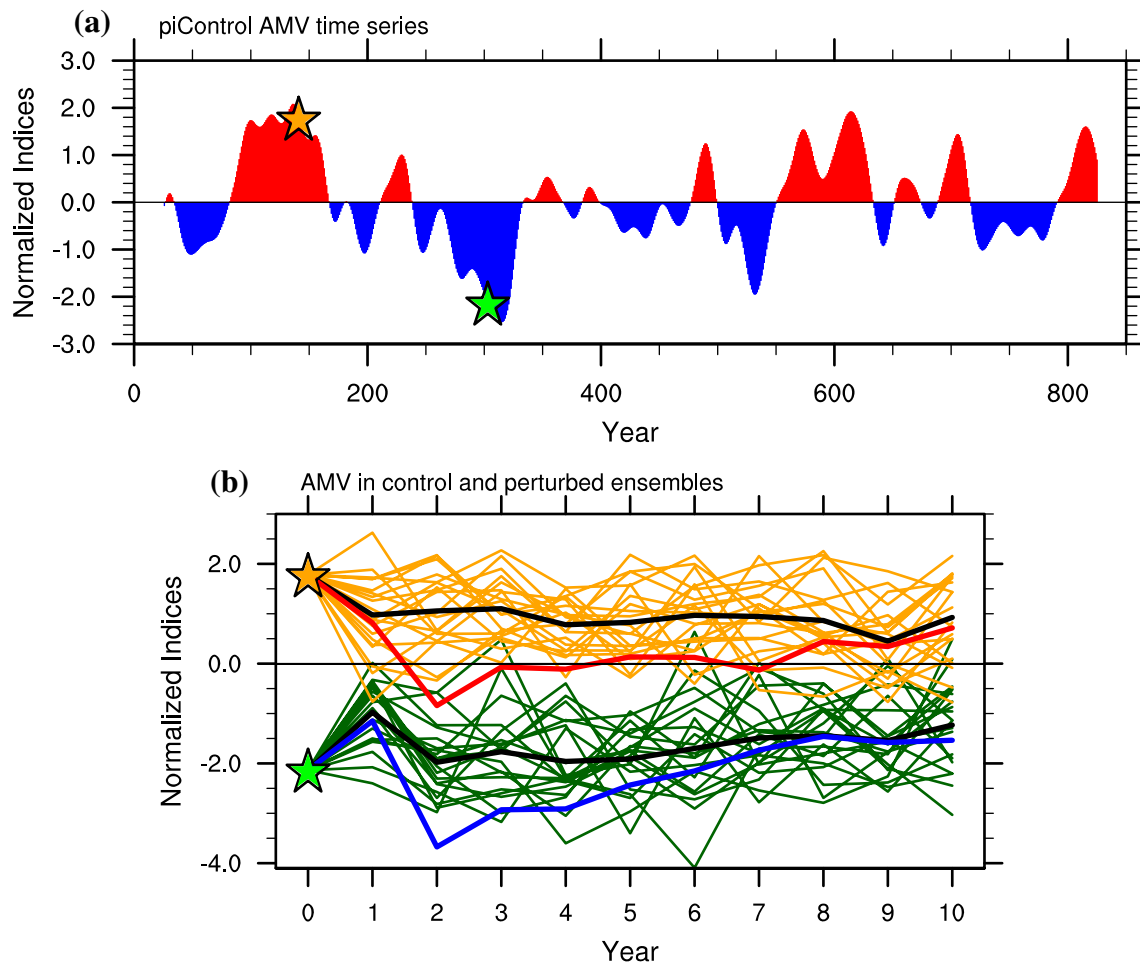 (a) piControl AMV time series
Normalized Indices
3.0
2.0
1.0
0.0
-1.0
-2.0
-3.0
0 200 400 600 800
Year
(b) AMV in control and perturbed ensembles
Normalized Indices
2.0
0.0
-2.0
-4.0
0 1 2 3 4 5 6 7 8 9 10
Year